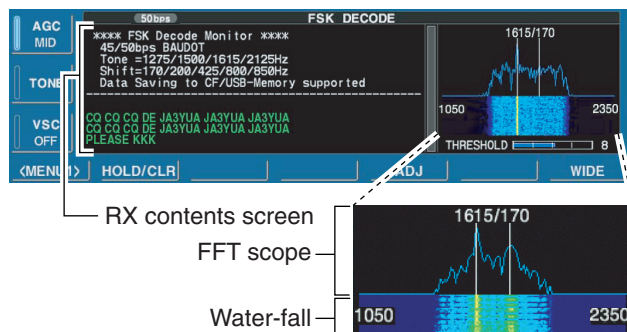 AGC
MID
50bps
FSK DECODE
**** FSK Decode Monitor ****
45/50bps BAUDOT
Tone =1275/1500/1615/2125Hz
Shift=170/200/425/800/850Hz
Data Saving to CF/USB-Memory supported
--------------------------------------------
CQ CQ CQ DE JA3YUA JA3YUA JA3YUA
CQ CQ CQ DE JA3YUA JA3YUA JA3YUA
PLEASE KKK
1615/170
1050
2350
THRESHOLD
8
TONE
VSC
OFF
<MENU1>
HOLD/CLR
ADJ
WIDE
RX contents screen
FFT scope
Water-fall
1615/170
1050
2350